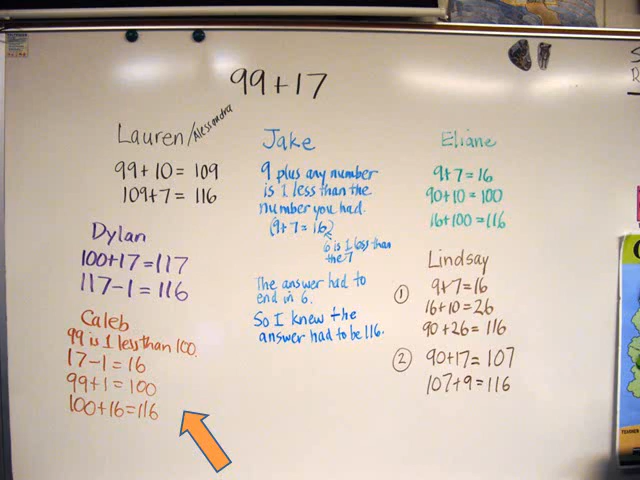 99+17
Lauren/Alessandra
99+10=109
109+7=116
Dylan
100+17=117
117-1=116
Caleb
99 is 1 less than 100.
17-1=16
99+1=100
100+16=116
Jake
9 plus any number
is 1 less than the
number you had.
(9+7=16)
6 is 1 less than
the 7
The answer had to
end in 6.
So I knew the
answer had to be 116.
Eliane
9+7=16
90+10=100
16+100=116
Lindsay
① 9+7=16
16+10=26
90+26=116
② 90+17=107
107+9=116